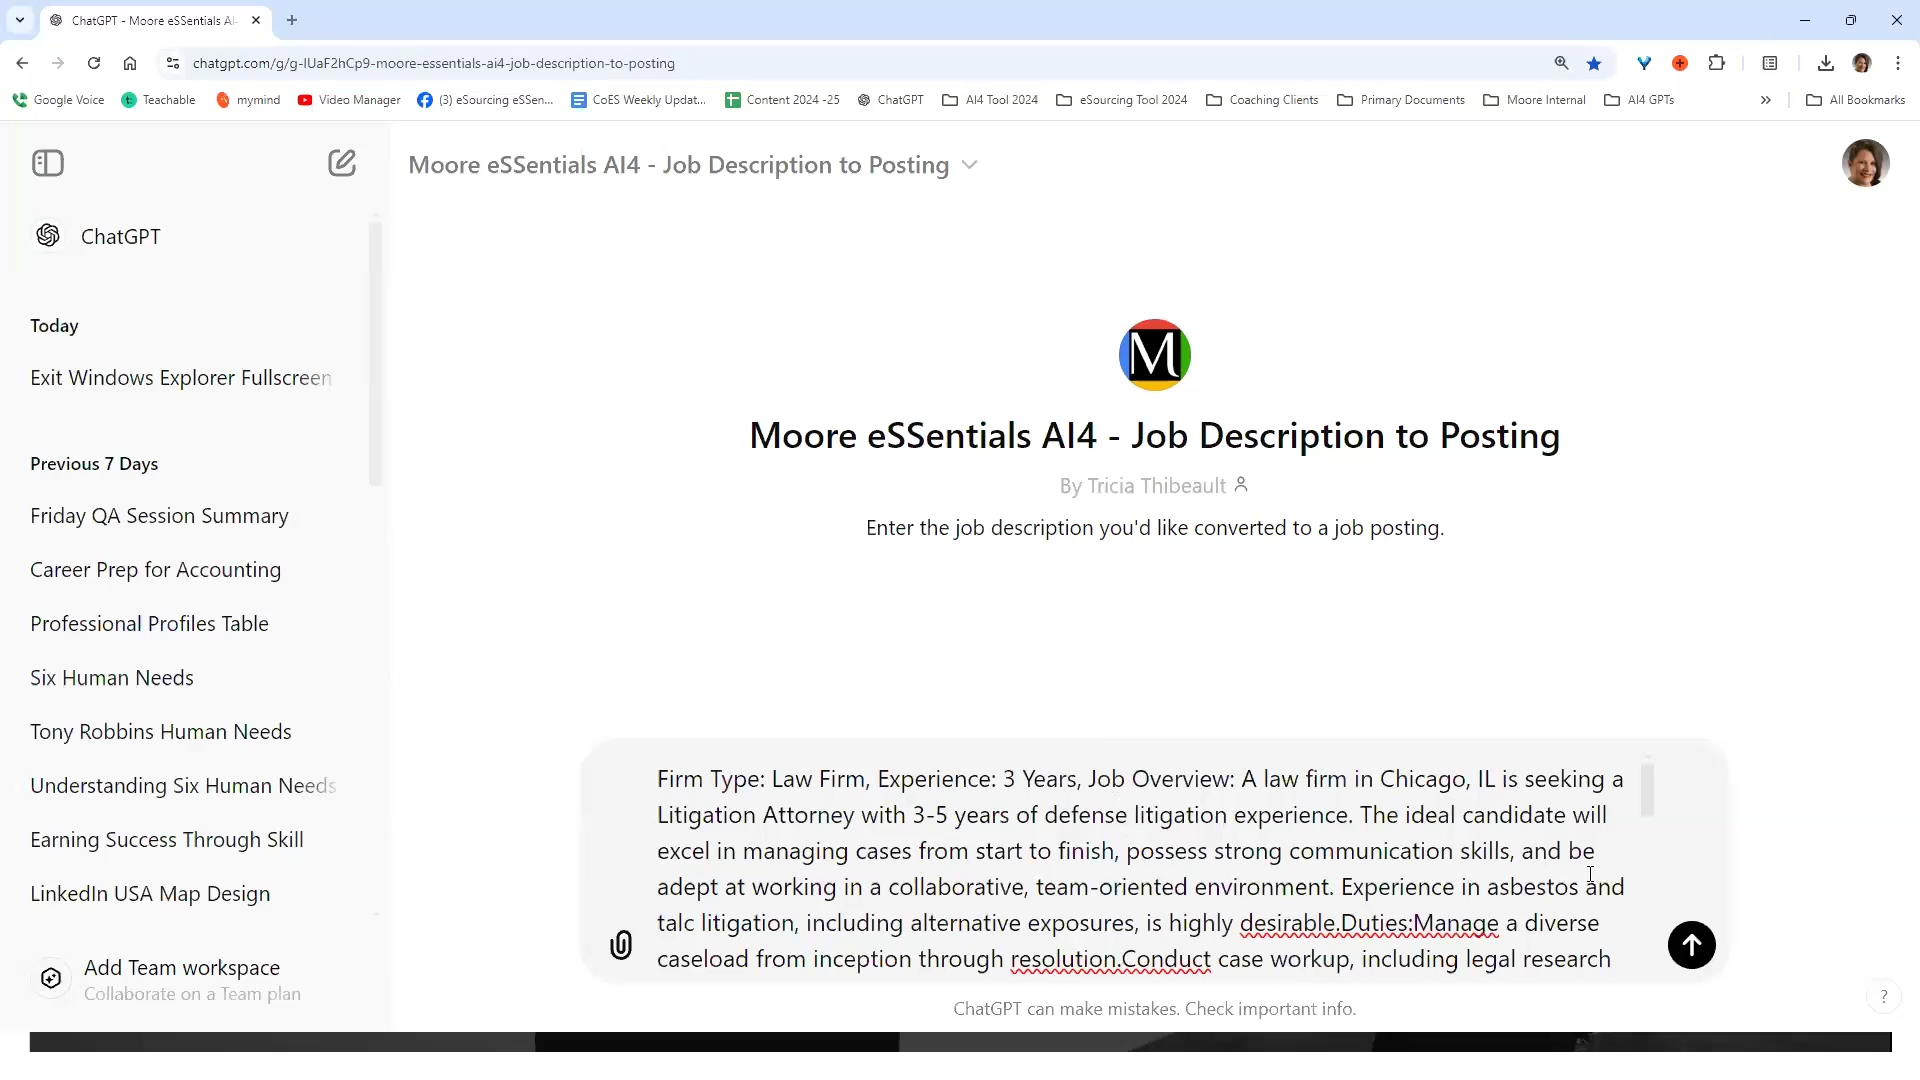 ChatGPT - Moore eSSentials AI-
chatgpt.com/g/g-IUaF2hCp9-moore-essentials-ai4-job-description-to-posting
Google Voice
Teachable
mymind
Video Manager
(3) eSourcing eSSen...
CoES Weekly Updat...
Content 2024 -25
ChatGPT
AI4 Tool 2024
eSourcing Tool 2024
Coaching Clients
Primary Documents
Moore Internal
AI4 GPTs
All Bookmarks
Moore eSSentials AI4 - Job Description to Posting
ChatGPT
Today
Exit Windows Explorer Fullscreen
Previous 7 Days
Friday QA Session Summary
Career Prep for Accounting
Professional Profiles Table
Six Human Needs
Tony Robbins Human Needs
Understanding Six Human Needs
Earning Success Through Skill
LinkedIn USA Map Design
Add Team workspace
Collaborate on a Team plan
M
Moore eSSentials AI4 - Job Description to Posting
By Tricia Thibeault
Enter the job description you'd like converted to a job posting.
Firm Type: Law Firm, Experience: 3 Years, Job Overview: A law firm in Chicago, IL is seeking a
Litigation Attorney with 3-5 years of defense litigation experience. The ideal candidate will
excel in managing cases from start to finish, possess strong communication skills, and be
adept at working in a collaborative, team-oriented environment. Experience in asbestos and
talc litigation, including alternative exposures, is highly desirable.Duties:Manage a diverse
caseload from inception through resolution.Conduct case workup, including legal research
ChatGPT can make mistakes. Check important info.
?